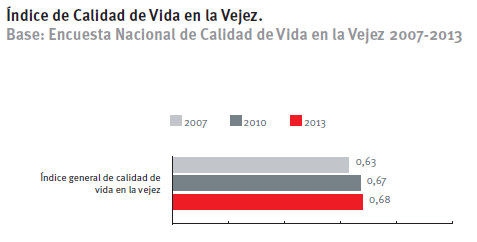 Índice de Calidad de Vida en la Vejez.
Base: Encuesta Nacional de Calidad de Vida en la Vejez 2007-2013
2007 2010 2013
Índice general de calidad de
vida en la vejez
0,63
0,67
0,68